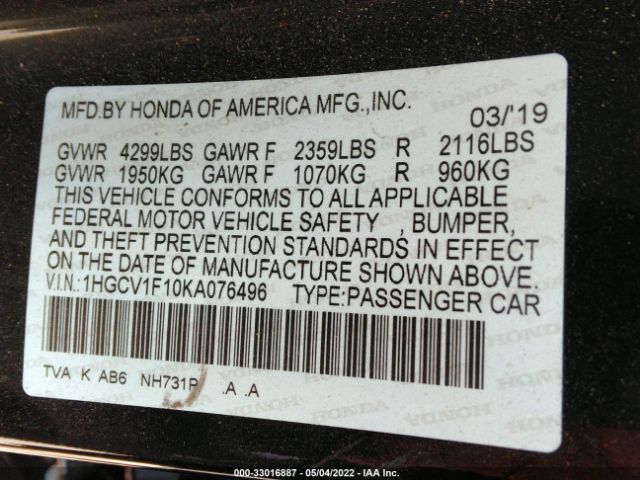 MFD.BY HONDA OF AMERICA MFG.,INC. 03/'19
GVWR 4299LBS GAWR F 2359LBS R 2116LBS
GVWR 1950KG GAWR F 1070KG R 960KG
THIS VEHICLE CONFORMS TO ALL APPLICABLE
FEDERAL MOTOR VEHICLE SAFETY , BUMPER,
AND THEFT PREVENTION STANDARDS IN EFFECT
ON THE DATE OF MANUFACTURE SHOWN ABOVE.
V.I.N.:1HGCV1F10KA076496 TYPE:PASSENGER CAR
TVA K AB6 NH731P .A .A
000-33016887 - 05/04/2022 - IAA Inc.